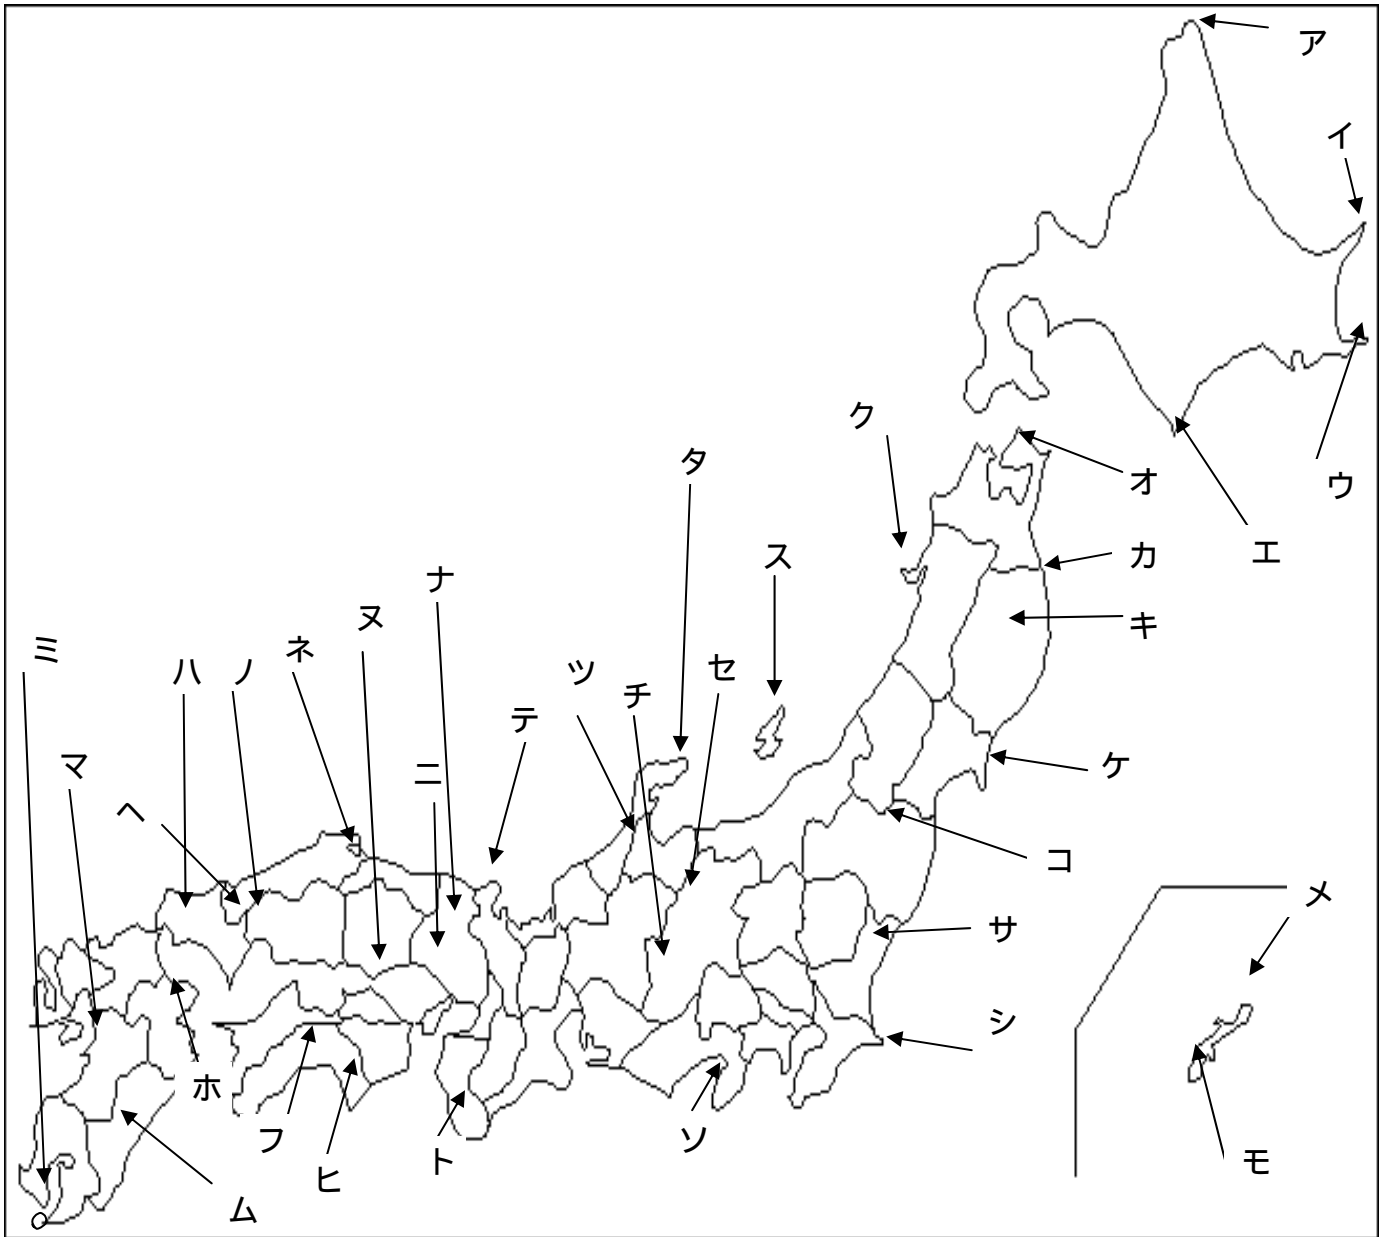 ア
イ
ク
タ
オ
ウ
エ
カ
ス
ナ
ヌ
キ
ミ
ネ
ハ
ノ
ツ
チ
セ
テ
マ
ニ
ケ
ヘ
コ
メ
サ
シ
ホ
フ
ソ
ト
モ
ヒ
ム